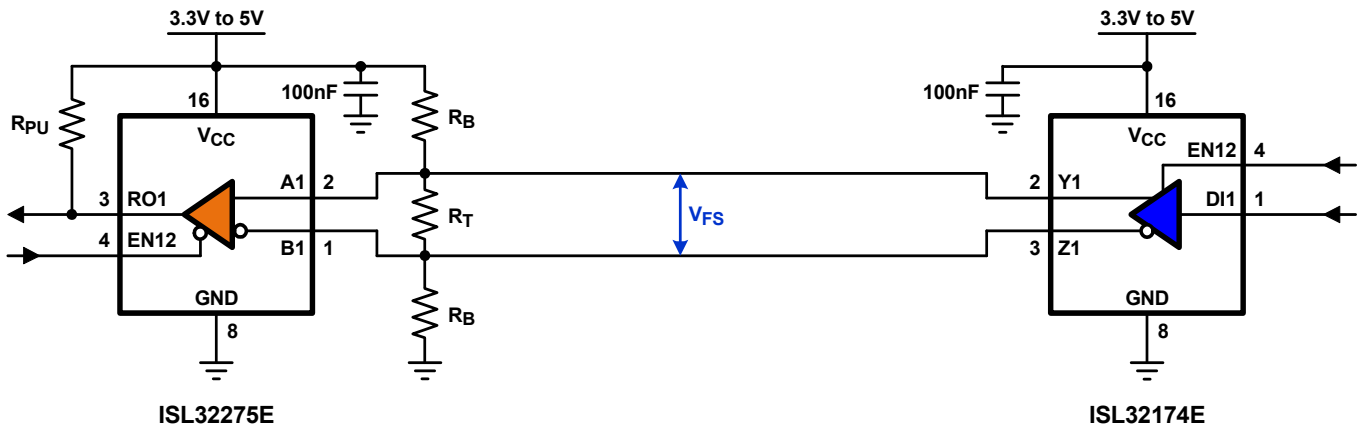 3.3V to 5V
3.3V to 5V
100nF
100nF
16
16
RPU
RB
VCC
VCC
EN12
4
A1
2
2
Y1
3
RO1
RT
VFS
DI1
1
4
EN12
B1
1
3
Z1
GND
GND
RB
8
8
ISL32275E
ISL32174E